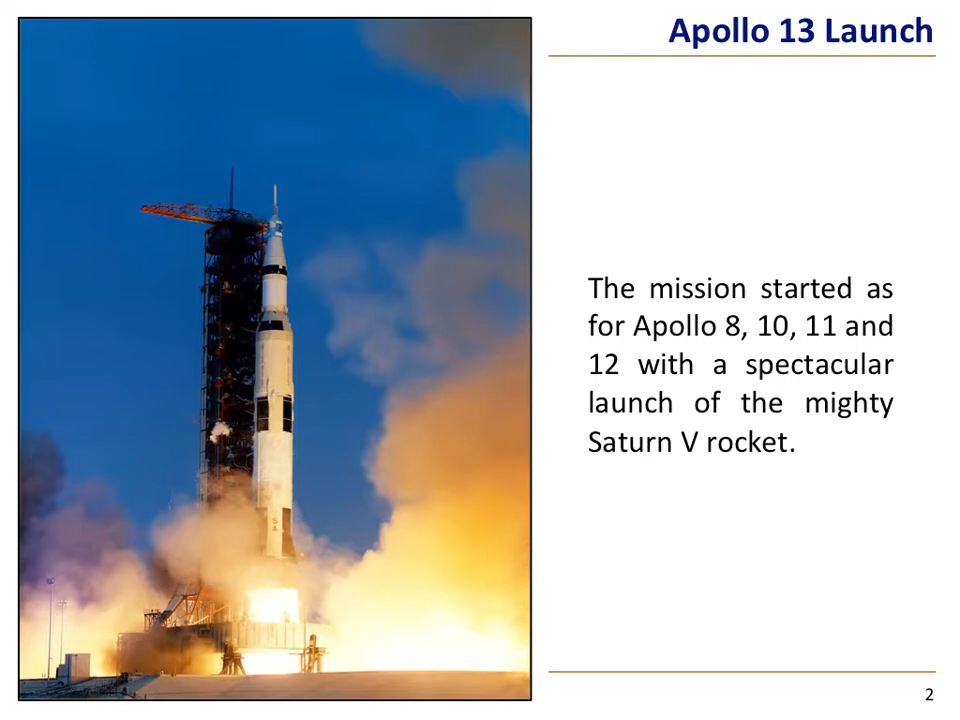 Apollo 13 Launch
The mission started as
for Apollo 8, 10, 11 and
12 with a spectacular
launch of the mighty
Saturn V rocket.
S
A
2